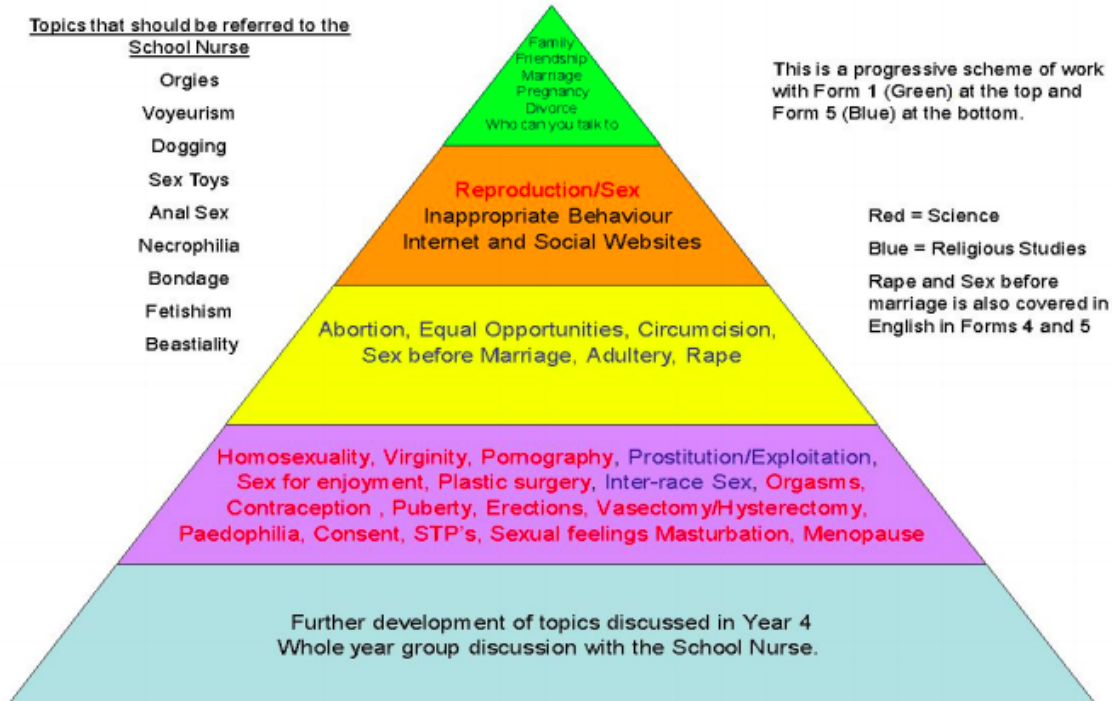 Topics that should be referred to the
School Nurse
Orgies
Voyeurism
Dogging
Sex Toys
Anal Sex
Necrophilia
Bondage
Fetishism
Beastiality
Family
Friendship
Marriage
Pregnancy
Divorce
Who can you talk to
Reproduction/Sex
Inappropriate Behaviour
Internet and Social Websites
Abortion, Equal Opportunities, Circumcision,
Sex before Marriage, Adultery, Rape
Homosexuality, Virginity, Pornography, Prostitution/Exploitation,
Sex for enjoyment, Plastic surgery, Inter-race Sex, Orgasms,
Contraception , Puberty, Erections, Vasectomy/Hysterectomy,
Paedophilia, Consent, STP's, Sexual feelings Masturbation, Menopause
Further development of topics discussed in Year 4
Whole year group discussion with the School Nurse.
This is a progressive scheme of work
with Form 1 (Green) at the top and
Form 5 (Blue) at the bottom.
Red = Science
Blue = Religious Studies
Rape and Sex before
marriage is also covered in
English in Forms 4 and 5